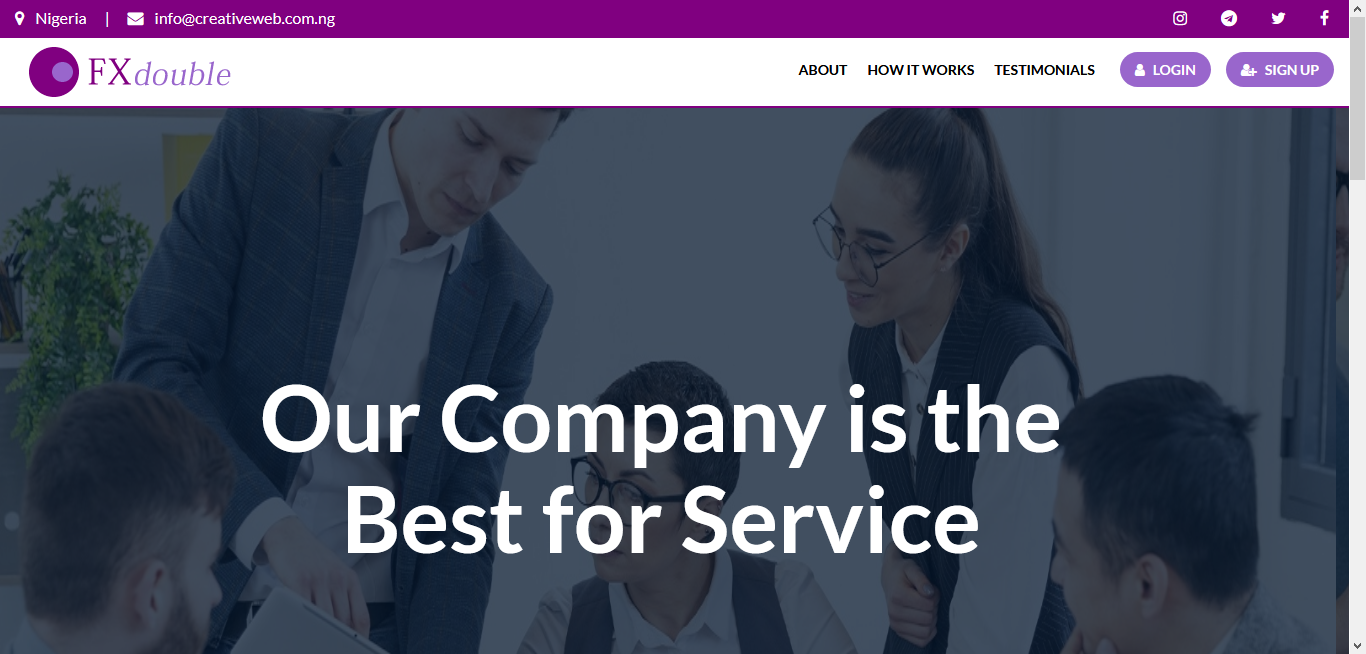 Nigeria | info@creativeweb.com.ng
FXdouble
ABOUT HOW IT WORKS TESTIMONIALS LOGIN SIGN UP
Our Company is the
Best for Service